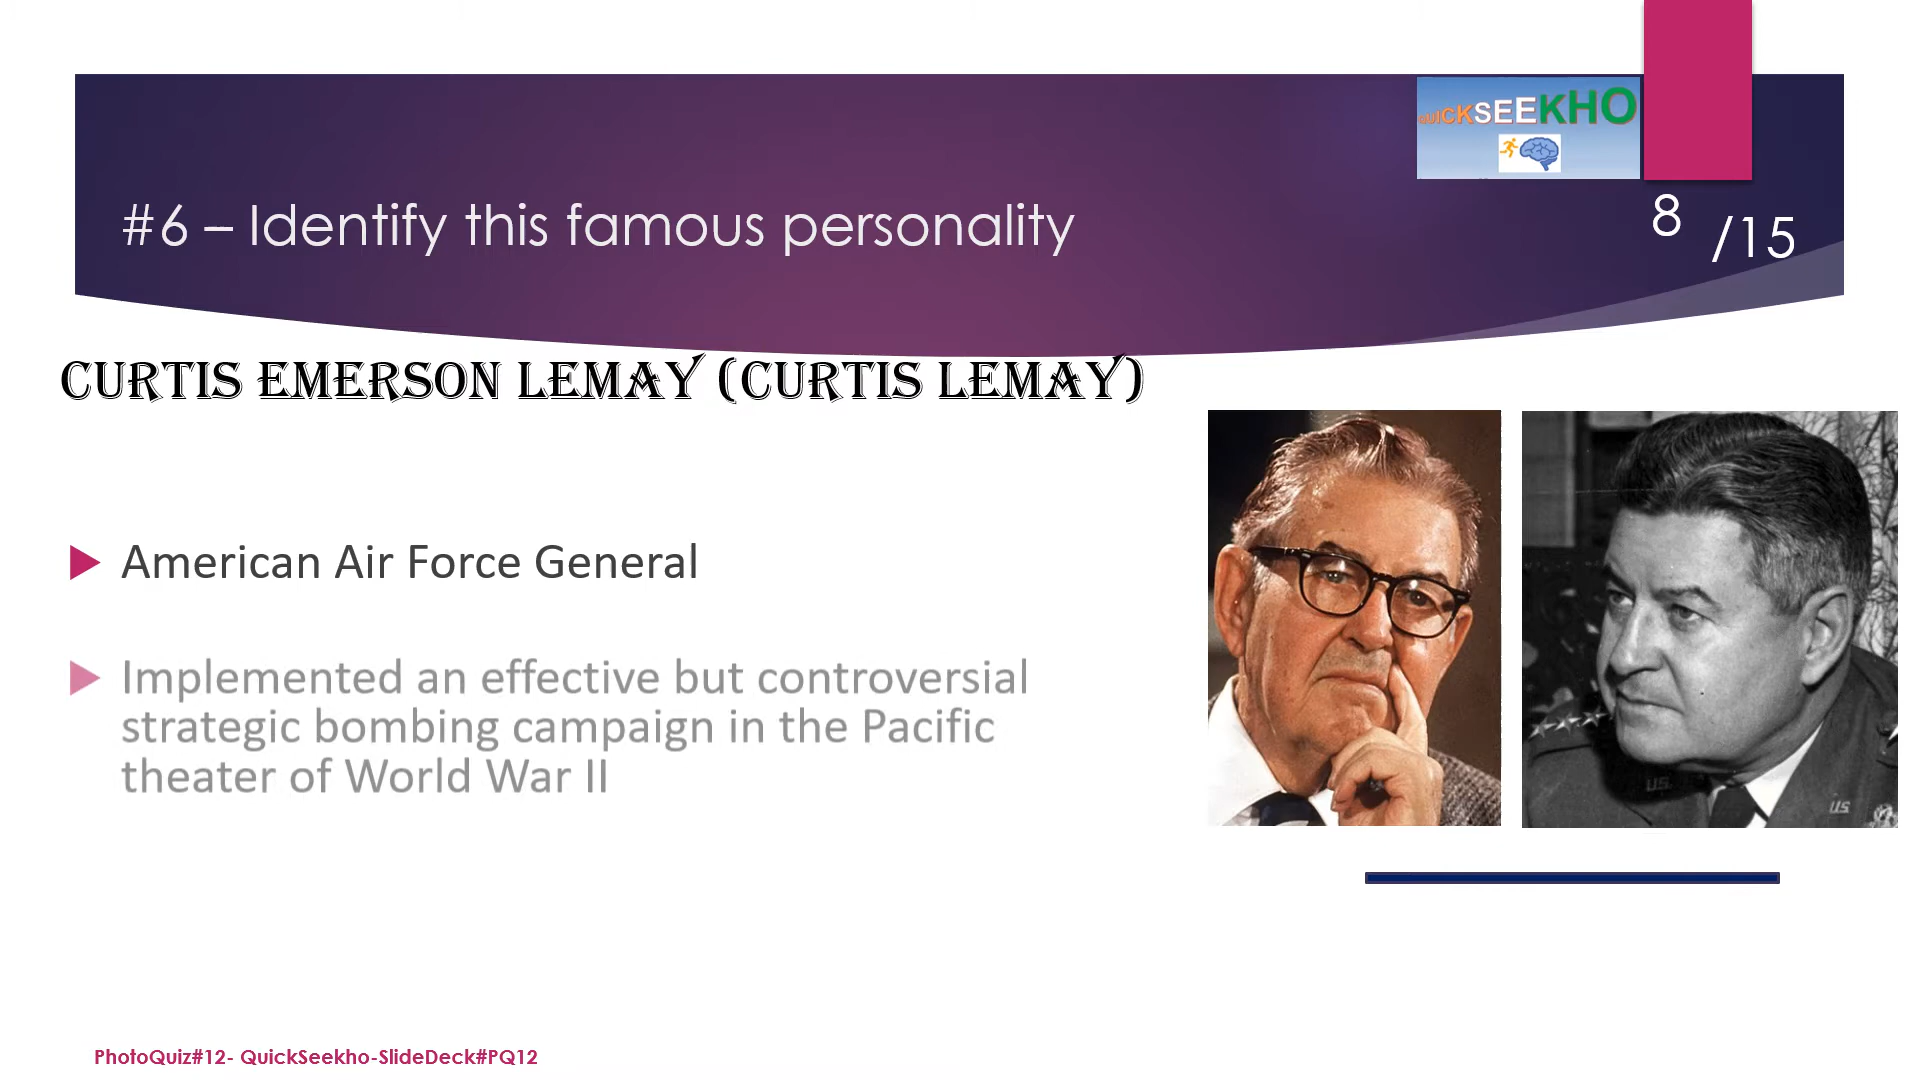 QUICKSEEKHO
#6 – Identify this famous personality
8 /15
CURTIS EMERSON LEMAY (CURTIS LEMAY)
American Air Force General
Implemented an effective but controversial
strategic bombing campaign in the Pacific
theater of World War II
U.S.
U.S.
PhotoQuiz#12- QuickSeekho-SlideDeck#PQ12